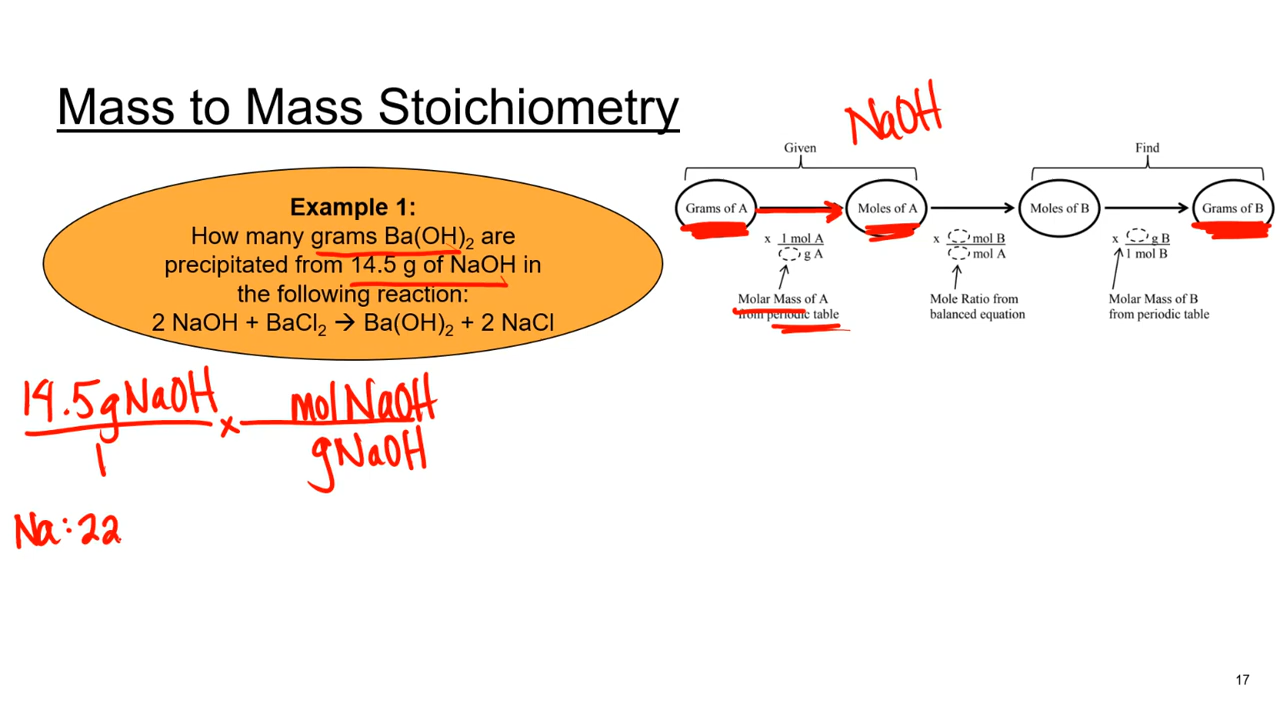 Mass to Mass Stoichiometry
NaOH
Example 1:
How many grams Ba(OH)₂ are
precipitated from 14.5 g of NaOH in
the following reaction:
2 NaOH + BaCl₂ → Ba(OH)₂ + 2 NaCl
Given
Find
Grams of A
Moles of A
Moles of B
Grams of B
x 1 mol A
g A
x mol B
mol A
x g B
1 mol B
Molar Mass of A
from periodic table
Mole Ratio from
balanced equation
Molar Mass of B
from periodic table
14.5g NaOH x mol NaOH
1 g NaOH
Na: 22
17